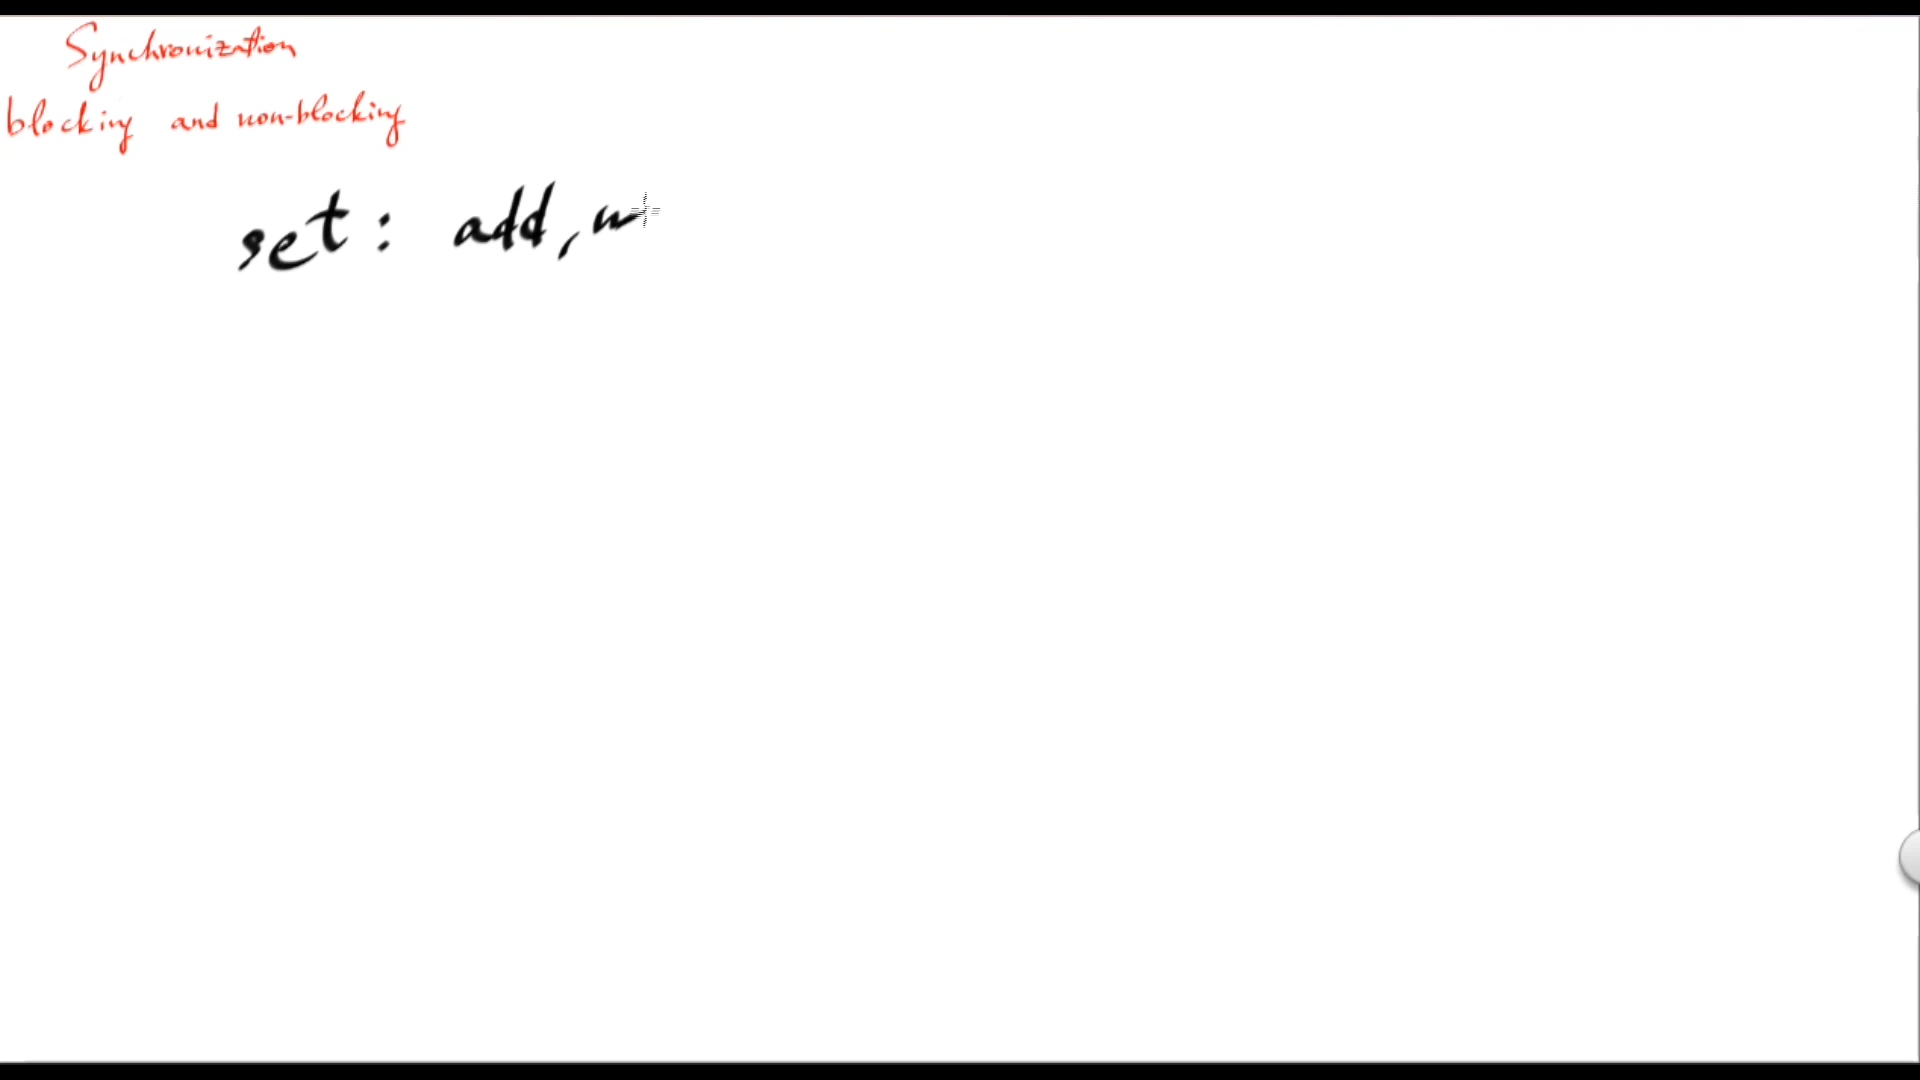 Synchronization
blocking and non-blocking
set: add,